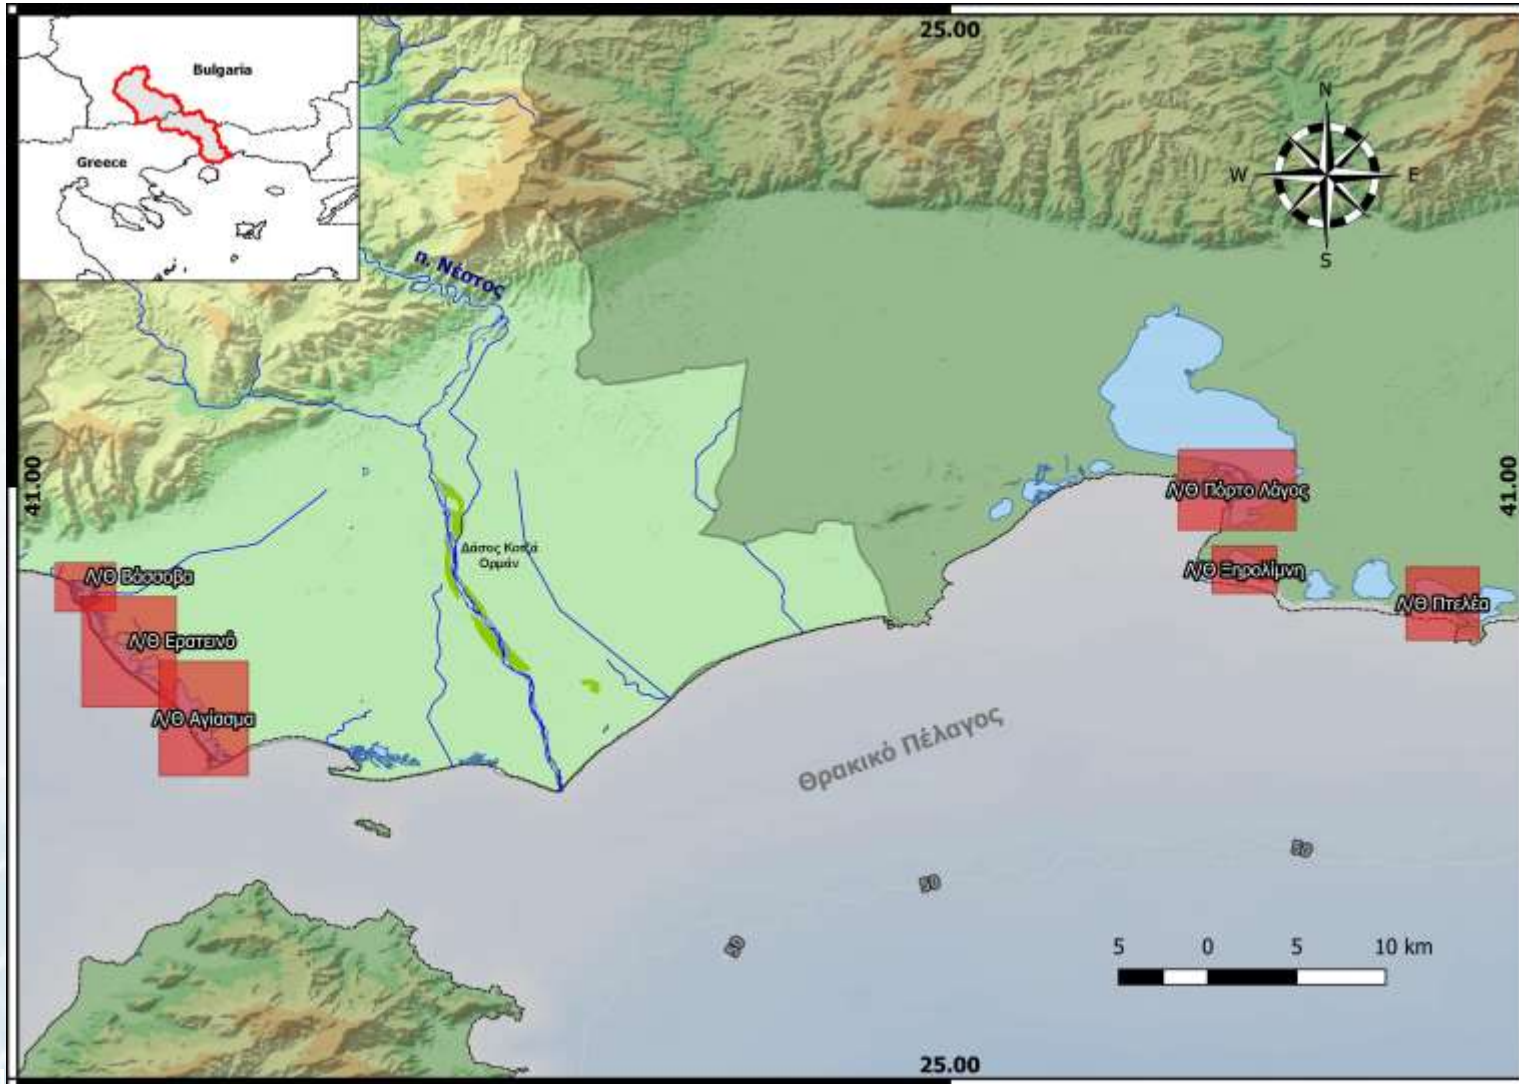 25.00
Bulgaria
Greece
N
W
E
S
π. Νέστος
41.00
41.00
Λ/Θ Πόρτο Λάγος
Δάσος Κοτζά
Ορμάν
Λ/Θ Βάσσοβα
Λ/Θ Ξηρολίμνη
Λ/Θ Πτελέα
Λ/Θ Ερατεινό
Λ/Θ Αγίασμα
Θρακικό Πέλαγος
50
50
50
5 0 5 10 km
25.00